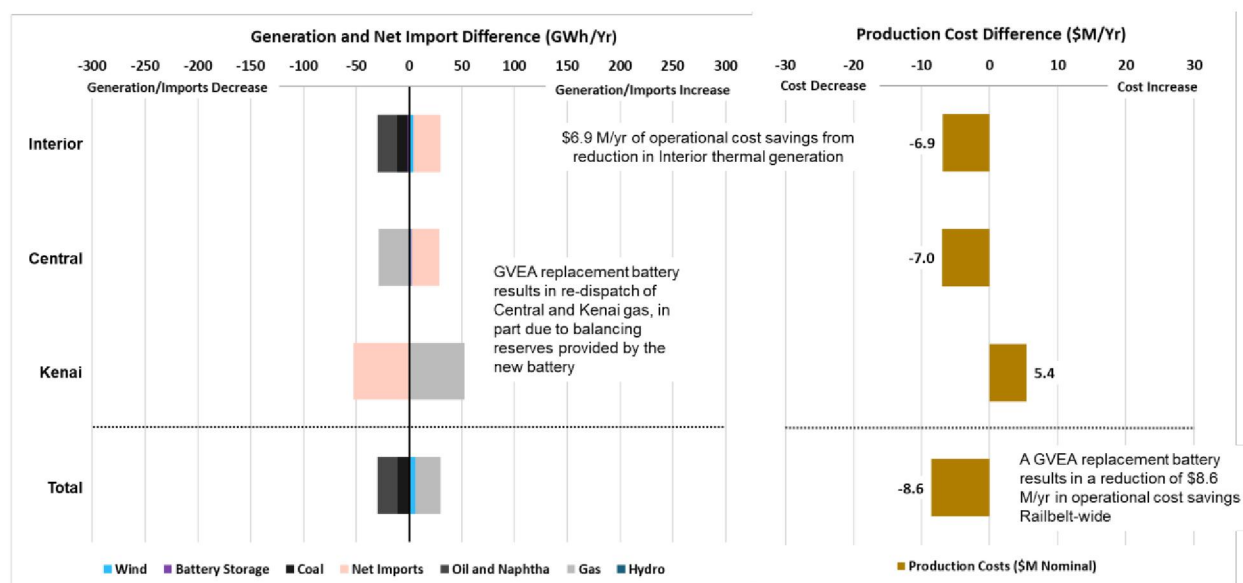 Generation and Net Import Difference (GWh/Yr)
-300 -250 -200 -150 -100 -50 0 50 100 150 200 250 300
Generation/Imports Decrease
Generation/Imports Increase
Interior
$6.9 M/yr of operational cost savings from
reduction in Interior thermal generation
Central
GVEA replacement battery
results in re-dispatch of
Central and Kenai gas, in
part due to balancing
reserves provided by the
new battery
Kenai
Total
Wind Battery Storage Coal Net Imports Oil and Naphtha Gas Hydro
Production Cost Difference ($M/Yr)
-30 -20 -10 0 10 20 30
Cost Decrease
Cost Increase
-6.9
-7.0
5.4
-8.6
A GVEA replacement battery
results in a reduction of $8.6
M/yr in operational cost savings
Railbelt-wide
Production Costs ($M Nominal)